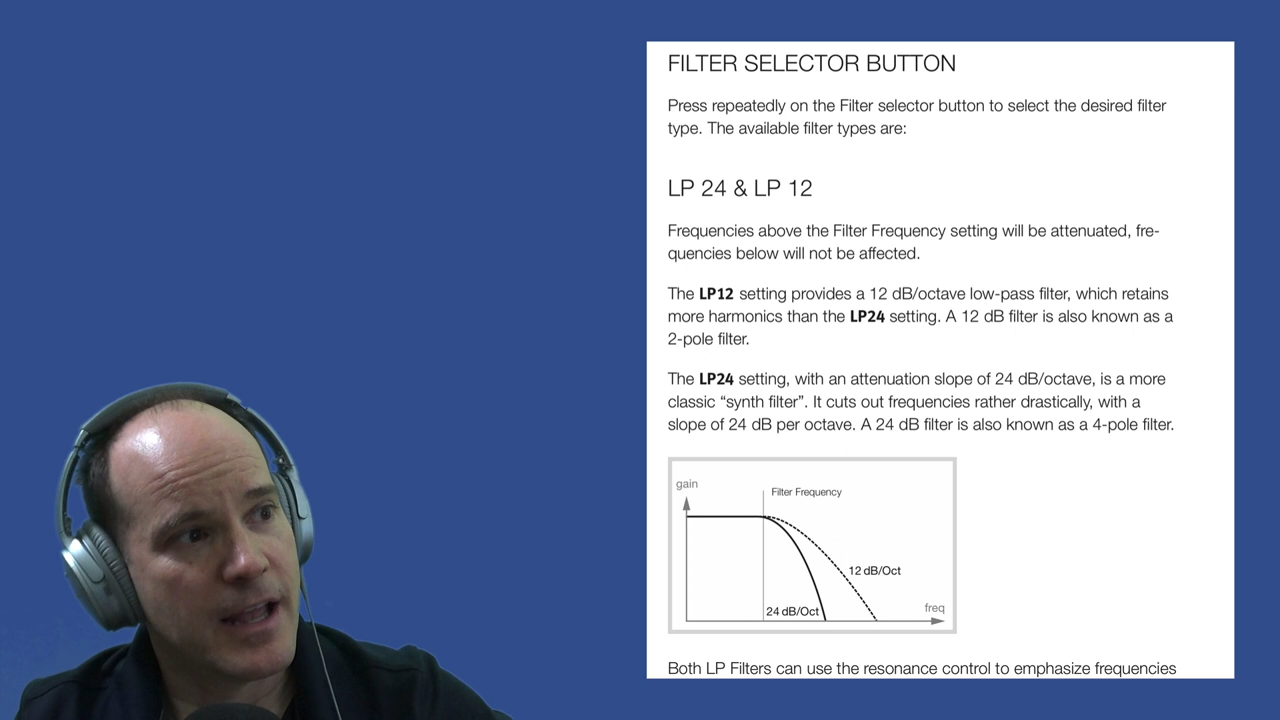 FILTER SELECTOR BUTTON
Press repeatedly on the Filter selector button to select the desired filter
type. The available filter types are:
LP 24 & LP 12
Frequencies above the Filter Frequency setting will be attenuated, fre-
quencies below will not be affected.
The LP12 setting provides a 12 dB/octave low-pass filter, which retains
more harmonics than the LP24 setting. A 12 dB filter is also known as a
2-pole filter.
The LP24 setting, with an attenuation slope of 24 dB/octave, is a more
classic “synth filter”. It cuts out frequencies rather drastically, with a
slope of 24 dB per octave. A 24 dB filter is also known as a 4-pole filter.
gain
Filter Frequency
12 dB/Oct
24 dB/Oct
freq
Both LP Filters can use the resonance control to emphasize frequencies